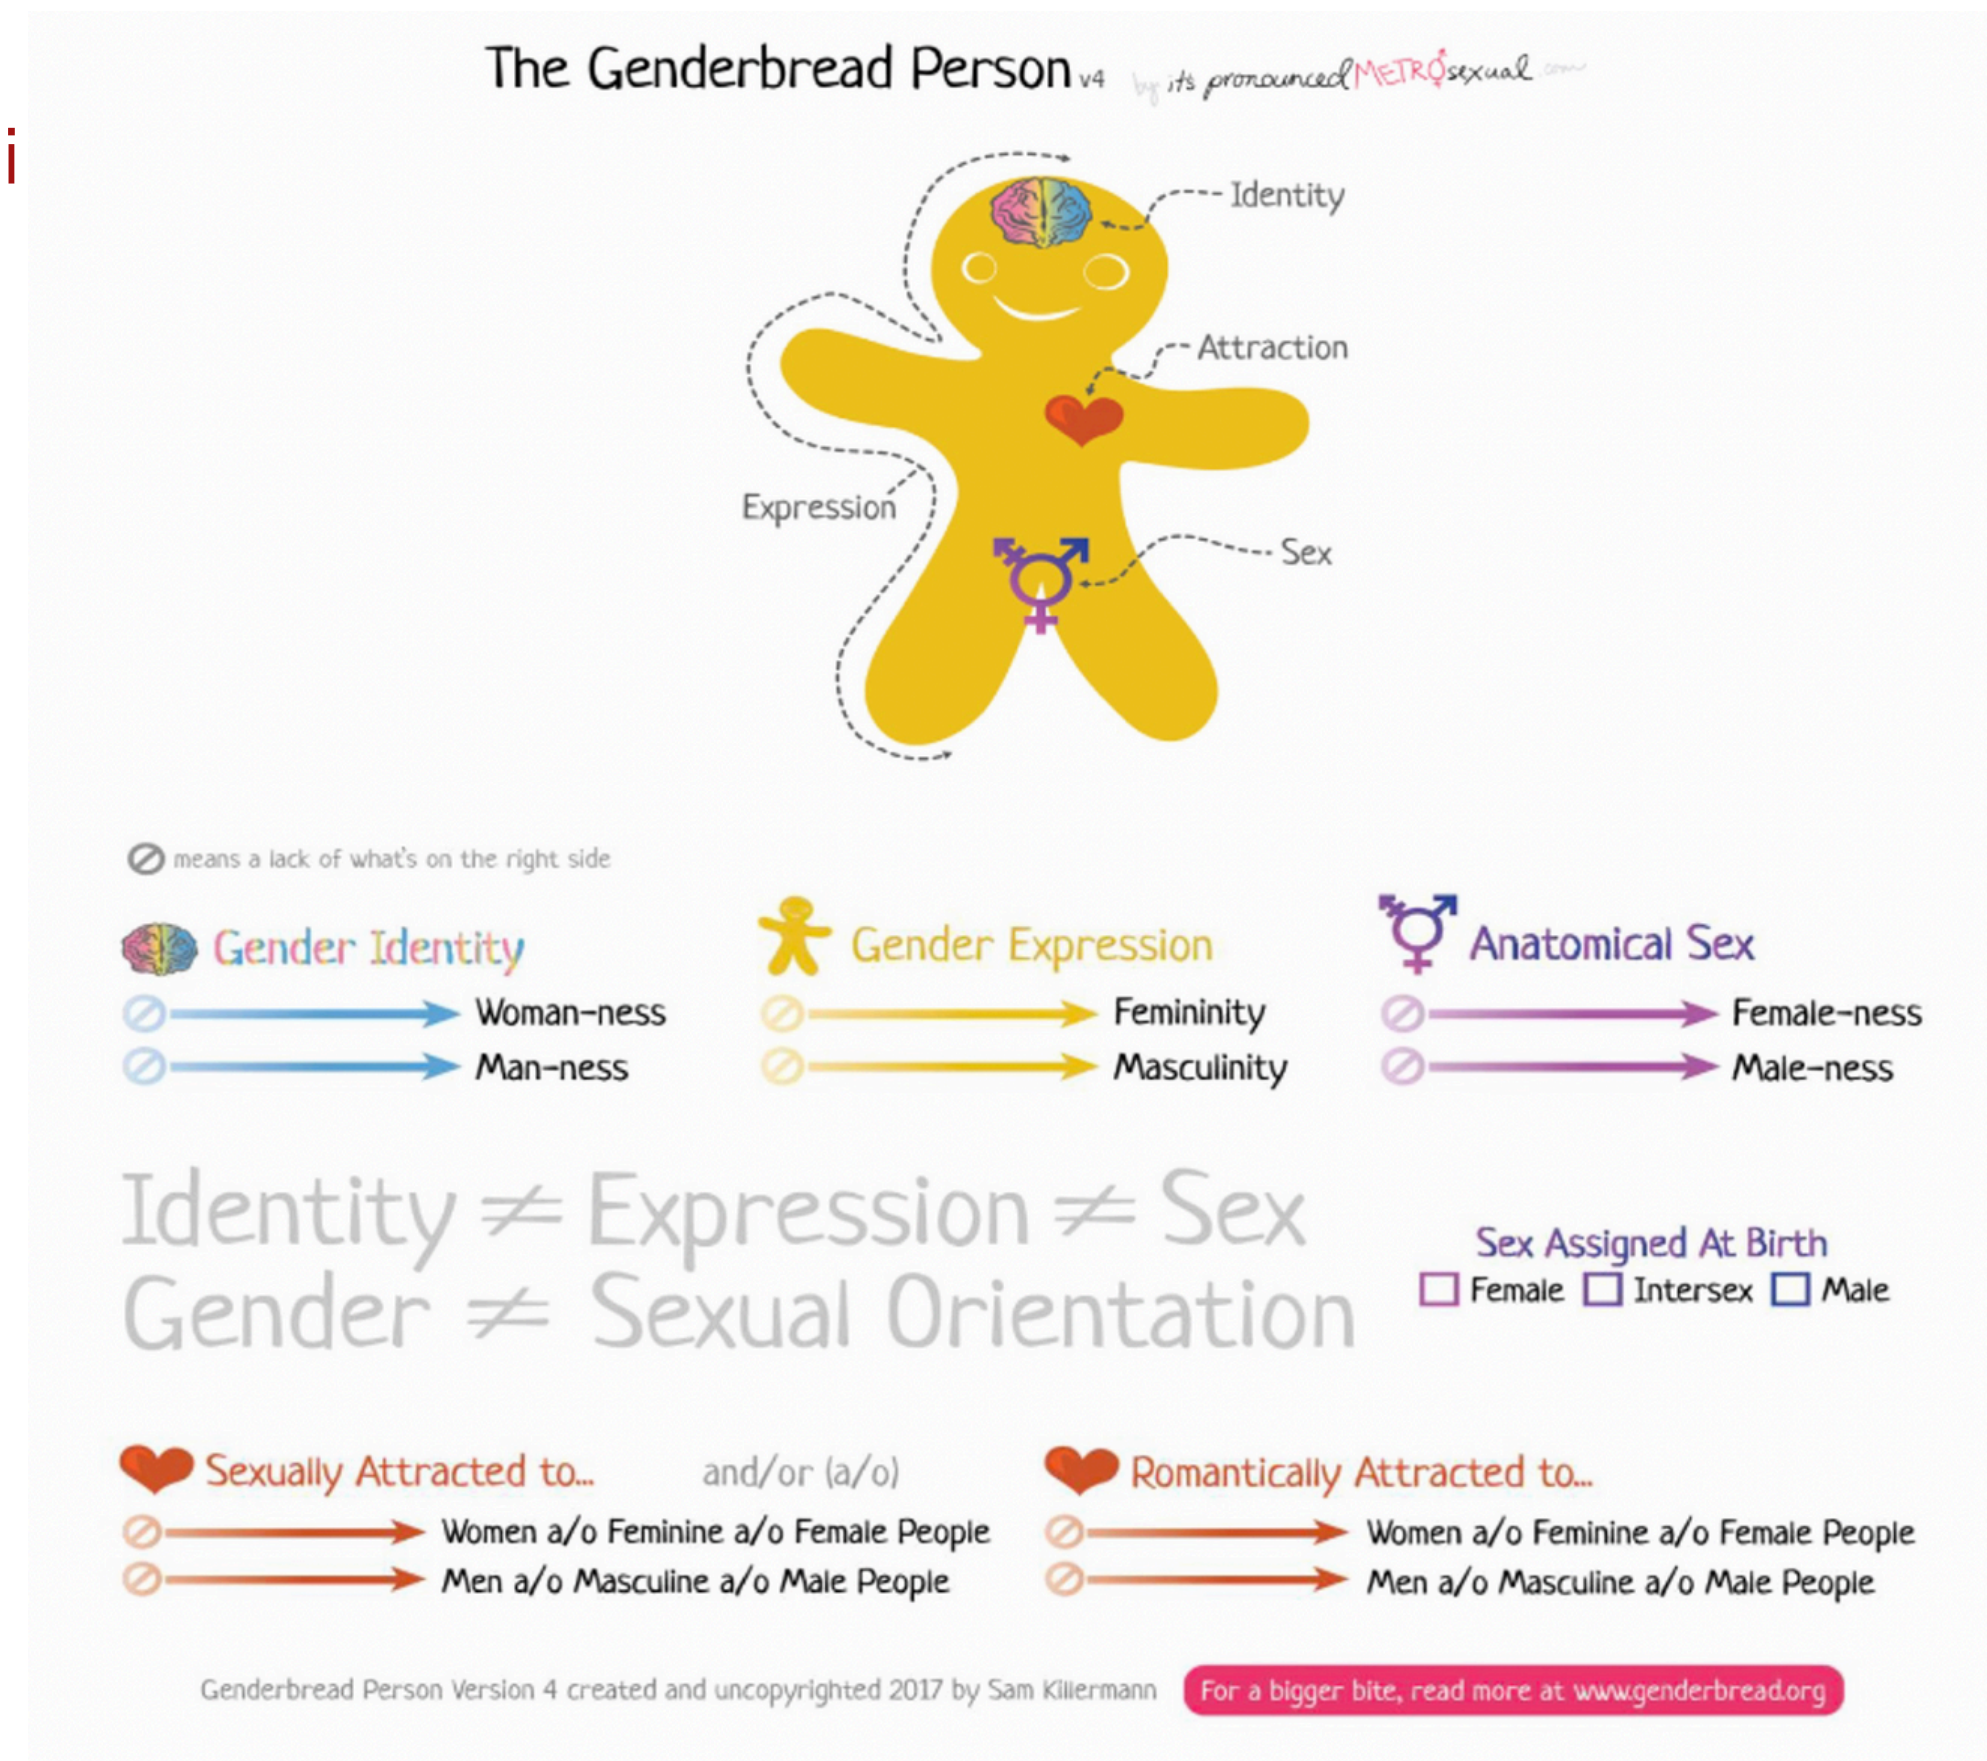 The Genderbread Person v4 by it's pronounced METROsexual .com
i
Identity
Attraction
Expression
Sex
means a lack of what's on the right side
Gender Identity
Woman-ness
Man-ness
Gender Expression
Femininity
Masculinity
Anatomical Sex
Female-ness
Male-ness
Identity ≠ Expression ≠ Sex
Gender ≠ Sexual Orientation
Sex Assigned At Birth
Female Intersex Male
Sexually Attracted to... and/or (a/o)
Women a/o Feminine a/o Female People
Men a/o Masculine a/o Male People
Romantically Attracted to...
Women a/o Feminine a/o Female People
Men a/o Masculine a/o Male People
Genderbread Person Version 4 created and uncopyrighted 2017 by Sam Killermann
For a bigger bite, read more at www.genderbread.org